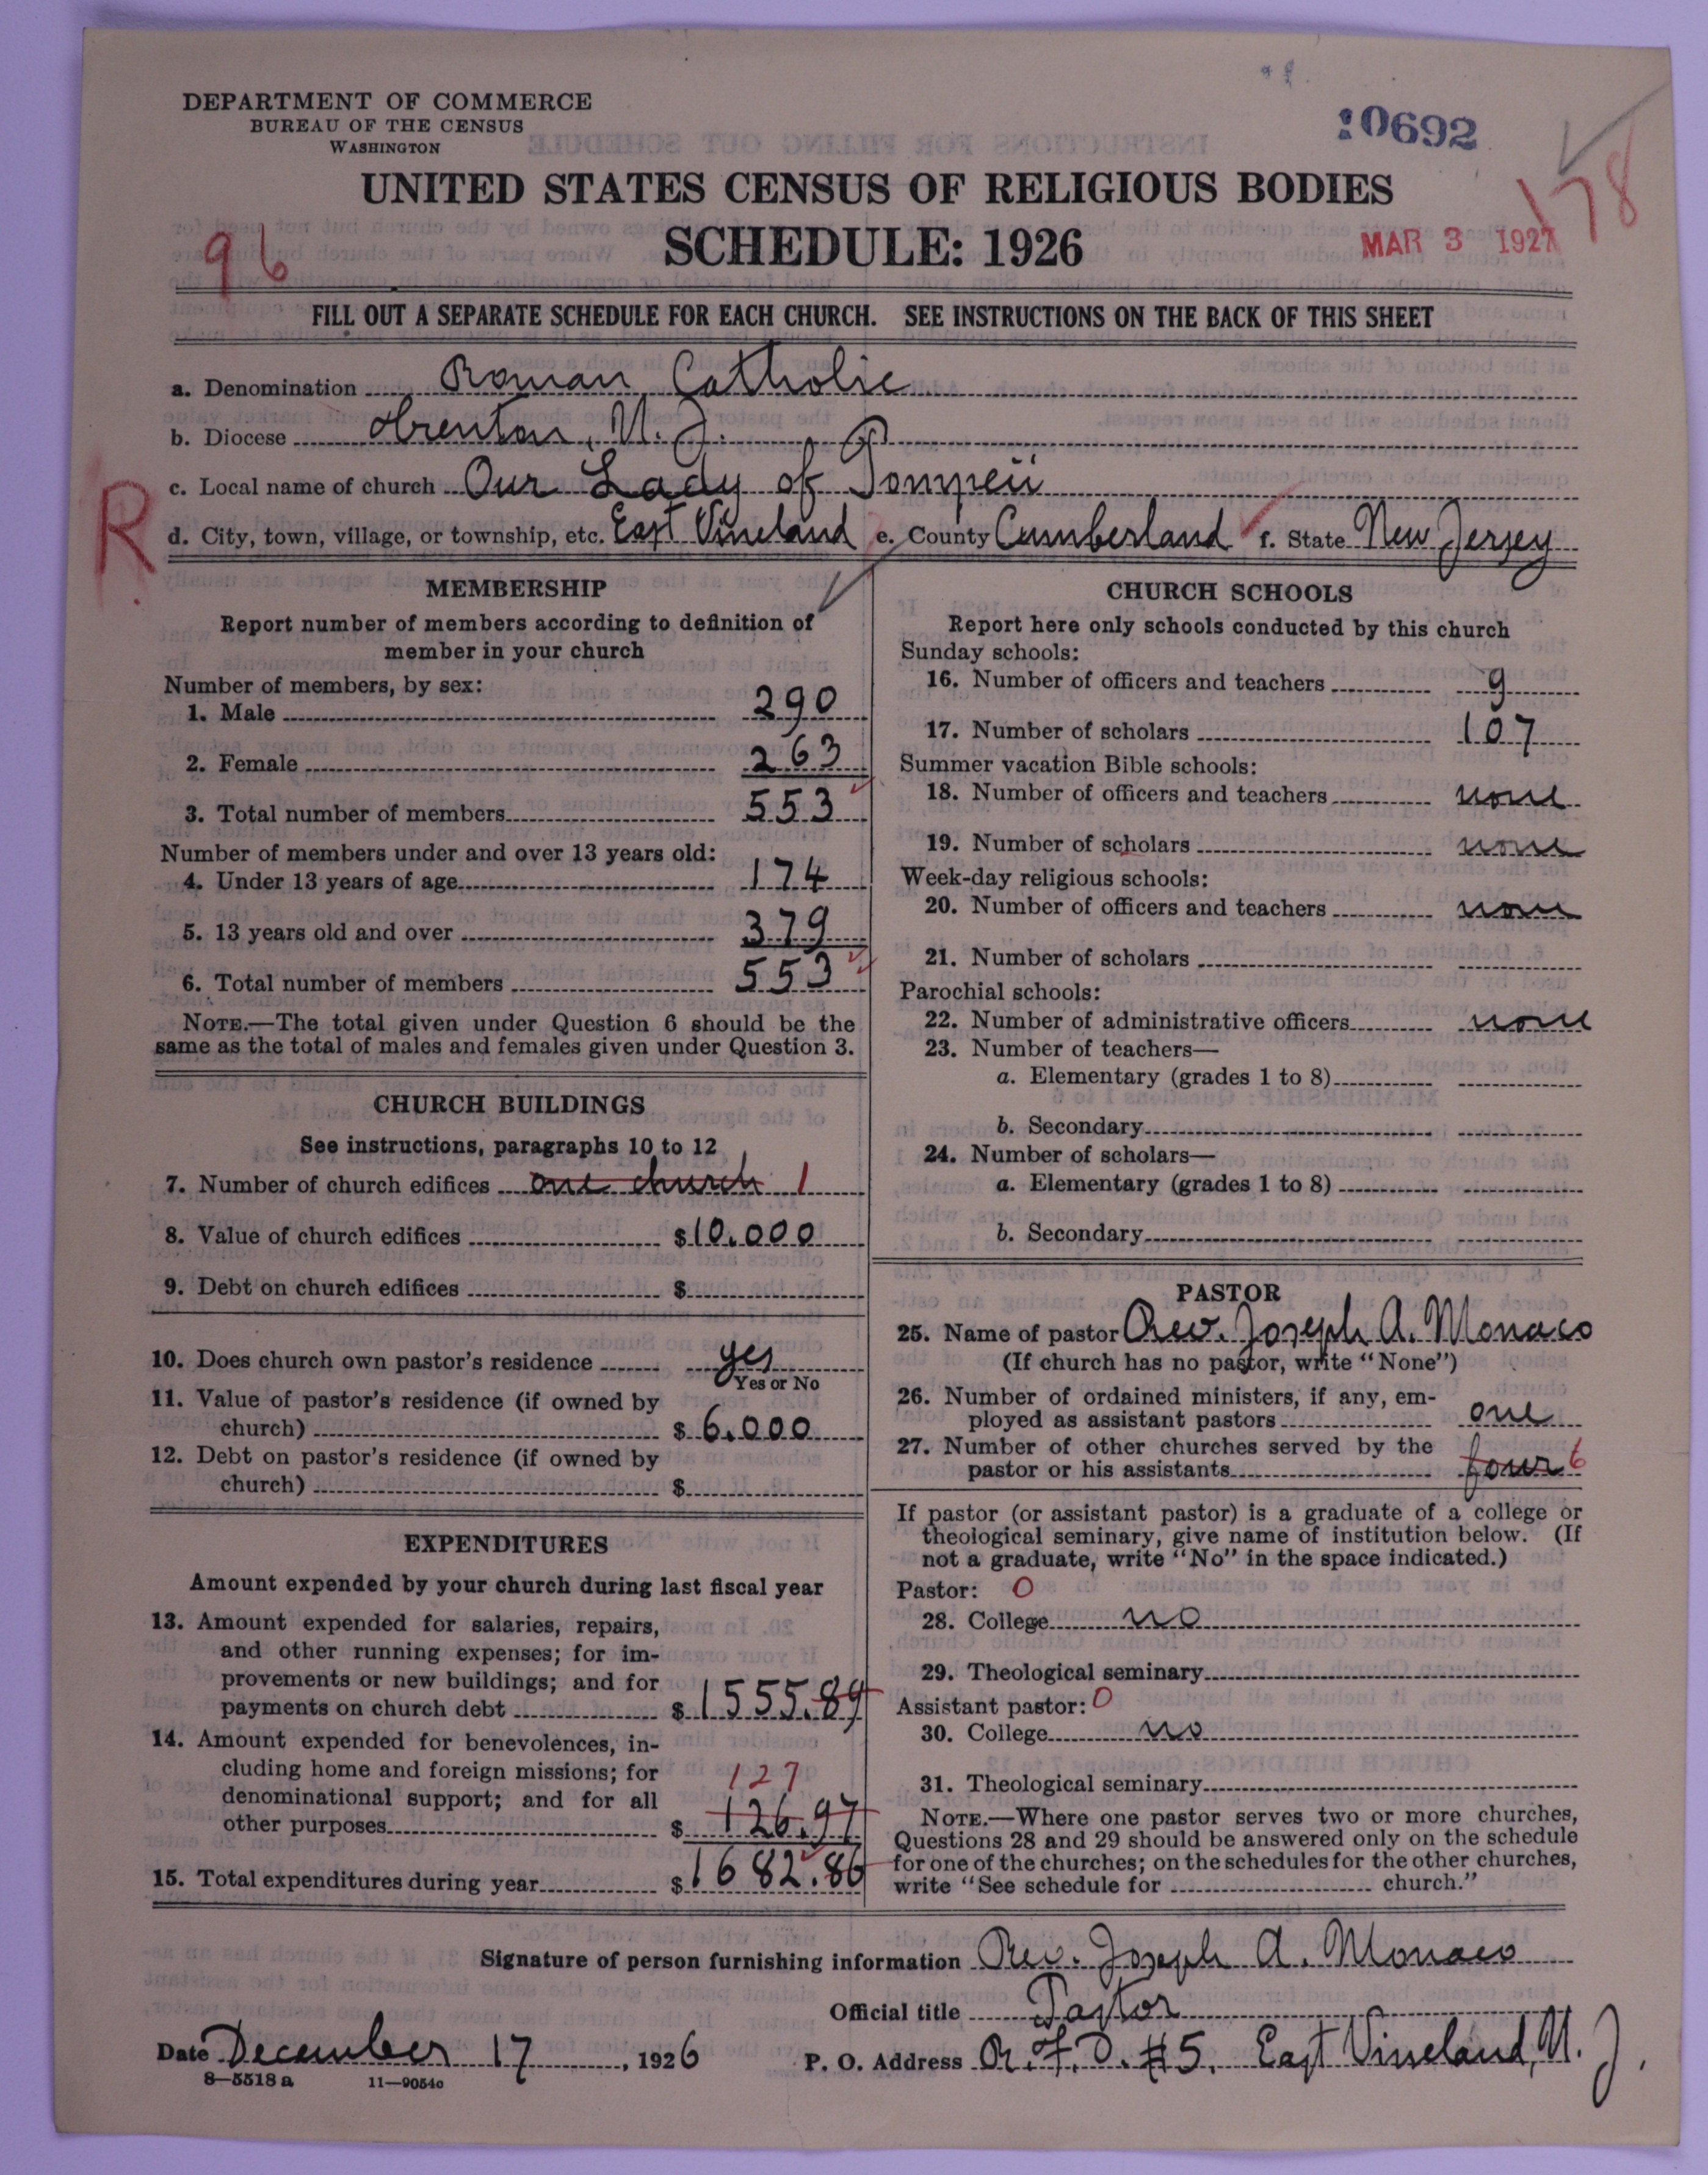 DEPARTMENT OF COMMERCE
BUREAU OF THE CENSUS
WASHINGTON
10692
178
UNITED STATES CENSUS OF RELIGIOUS BODIES
96
SCHEDULE: 1926
MAR 3 1927
FILL OUT A SEPARATE SCHEDULE FOR EACH CHURCH. SEE INSTRUCTIONS ON THE BACK OF THIS SHEET
a. Denomination Roman Catholic
b. Diocese Trenton, N. J.
c. Local name of church Our Lady of Pompeii
R
d. City, town, village, or township, etc. East Vineland e. County Cumberland f. State New Jersey
MEMBERSHIP
Report number of members according to definition of
member in your church
Number of members, by sex:
1. Male 290
2. Female 263
3. Total number of members 553
Number of members under and over 13 years old:
4. Under 13 years of age 174
5. 13 years old and over 379
6. Total number of members 553
NOTE.—The total given under Question 6 should be the
same as the total of males and females given under Question 3.
CHURCH BUILDINGS
See instructions, paragraphs 10 to 12
7. Number of church edifices one church 1
8. Value of church edifices $10.000
9. Debt on church edifices $
10. Does church own pastor's residence yes
Yes or No
11. Value of pastor's residence (if owned by
church) $6.000
12. Debt on pastor's residence (if owned by
church) $
EXPENDITURES
Amount expended by your church during last fiscal year
13. Amount expended for salaries, repairs,
and other running expenses; for im-
provements or new buildings; and for
payments on church debt $1555.89
14. Amount expended for benevolences, in-
cluding home and foreign missions; for
127
denominational support; and for all
other purposes $126.97
15. Total expenditures during year $1682.86
CHURCH SCHOOLS
Report here only schools conducted by this church
Sunday schools:
16. Number of officers and teachers 9
17. Number of scholars 107
Summer vacation Bible schools:
18. Number of officers and teachers none
19. Number of scholars none
Week-day religious schools:
20. Number of officers and teachers none
21. Number of scholars
Parochial schools:
22. Number of administrative officers none
23. Number of teachers—
a. Elementary (grades 1 to 8)
b. Secondary
24. Number of scholars—
a. Elementary (grades 1 to 8)
b. Secondary
PASTOR
25. Name of pastor Rev. Joseph A. Monaco
(If church has no pastor, write "None")
26. Number of ordained ministers, if any, em-
ployed as assistant pastors one
27. Number of other churches served by the
pastor or his assistants four 6
If pastor (or assistant pastor) is a graduate of a college or
theological seminary, give name of institution below. (If
not a graduate, write "No" in the space indicated.)
Pastor: 0
28. College no
29. Theological seminary
Assistant pastor: 0
30. College no
31. Theological seminary
NOTE.—Where one pastor serves two or more churches,
Questions 28 and 29 should be answered only on the schedule
for one of the churches; on the schedules for the other churches,
write "See schedule for church."
Signature of person furnishing information Rev. Joseph A. Monaco
Official title Pastor
Date December 17, 1926 P. O. Address R.F.D. #5. East Vineland, N. J.
8—5518 a 11—9054c